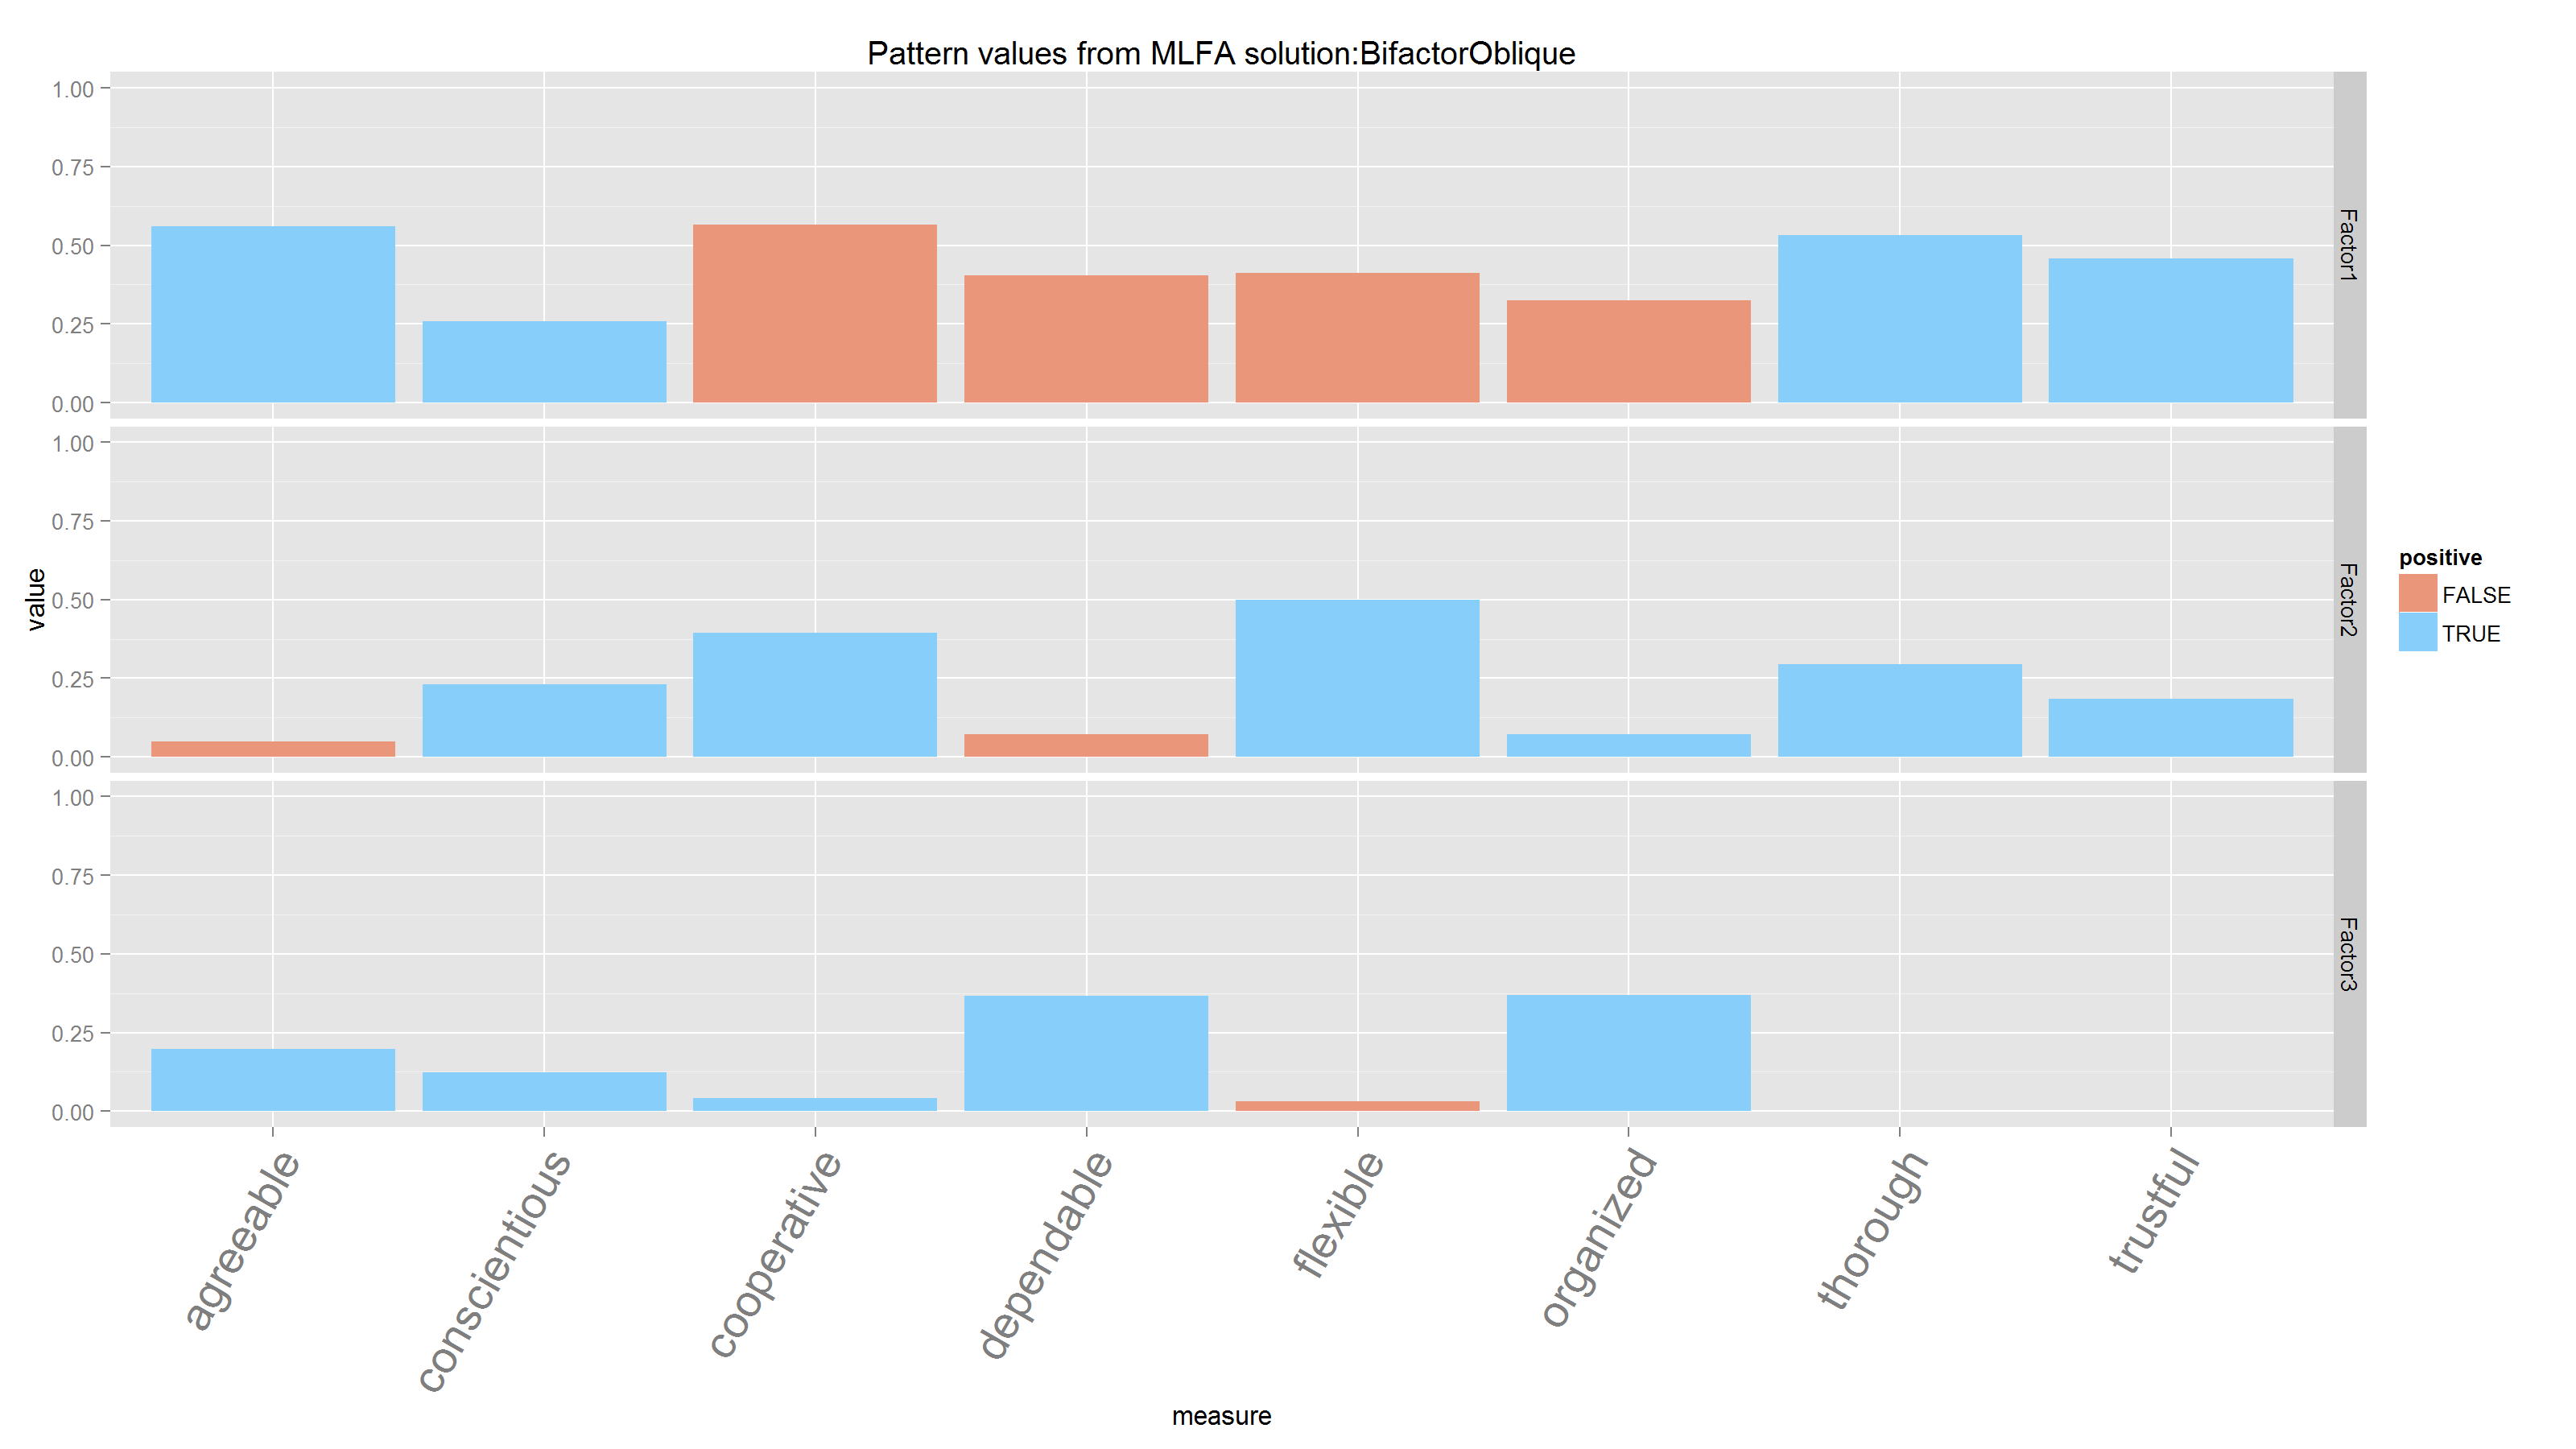 Pattern values from MLFA solution:BifactorOblique
1.00
0.75
0.50
0.25
0.00
Factor1
1.00
0.75
0.50
0.25
0.00
Factor2
1.00
0.75
0.50
0.25
0.00
Factor3
value
positive
FALSE
TRUE
agreeable
conscientious
cooperative
dependable
flexible
organized
thorough
trustful
measure